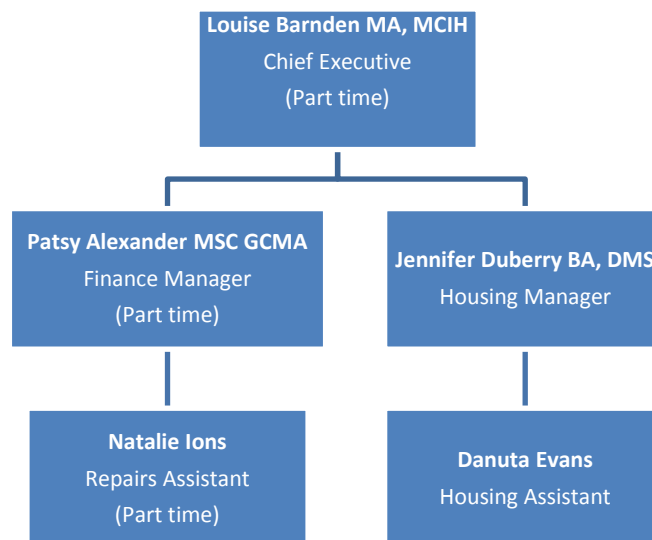 Louise Barnden MA, MCIH
Chief Executive
(Part time)
Patsy Alexander MSC GCMA
Finance Manager
(Part time)
Jennifer Duberry BA, DMS
Housing Manager
Natalie Ions
Repairs Assistant
(Part time)
Danuta Evans
Housing Assistant